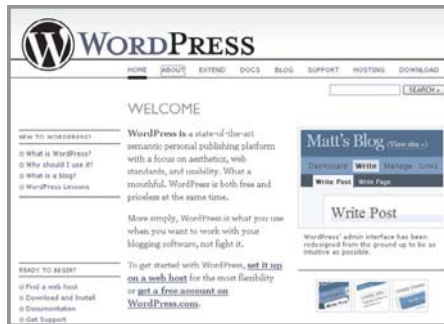 WORDPRESS
HOME ABOUT EXTEND DOCS BLOG SUPPORT HOSTING DOWNLOAD
SEARCH »
WELCOME
NEW TO WORDPRESS?
What is WordPress?
Why should I use it?
What is a blog?
WordPress Lessons
READY TO BEGIN?
Find a web host
Download and Install
Documentation
Get Support
WordPress is a state-of-the-art
semantic personal publishing platform
with a focus on aesthetics, web
standards, and usability. What a
mouthful. WordPress is both free and
priceless at the same time.
More simply, WordPress is what you use
when you want to work with your
blogging software, not fight it.
To get started with WordPress, set it up
on a web host for the most flexibility
or get a free account on
WordPress.com.
Matt's Blog (View site »)
Dashboard Write Manage Links
Write Post Write Page
Write Post
WordPress' admin interface has been
redesigned from the ground up to be as
intuitive as possible.